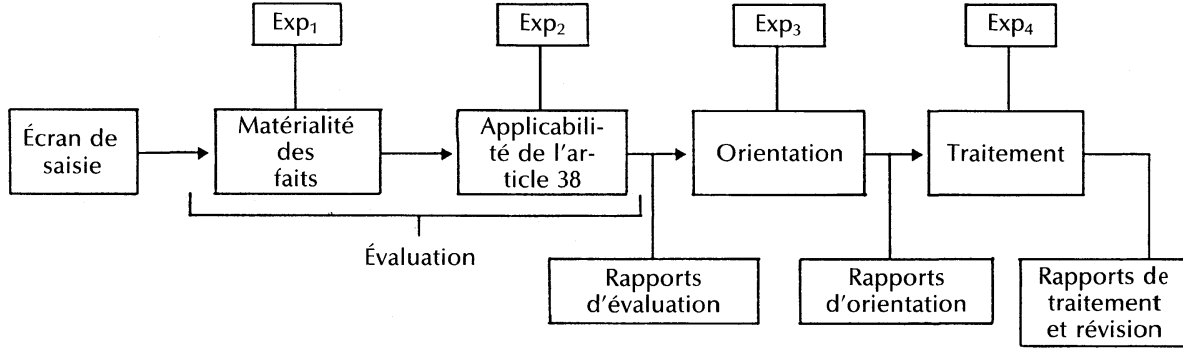 Exp₁
Exp₂
Exp₃
Exp₄
Écran de
saisie
Matérialité
des
faits
Applicabili-
té de l'ar-
ticle 38
Orientation
Traitement
Évaluation
Rapports
d'évaluation
Rapports
d'orientation
Rapports de
traitement
et révision